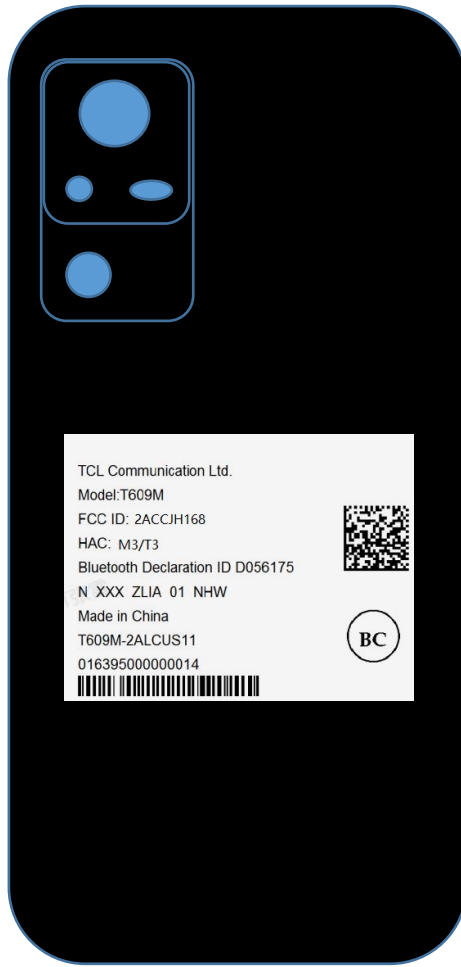 TCL Communication Ltd.
Model:T609M
FCC ID: 2ACCJH168
HAC: M3/T3
Bluetooth Declaration ID D056175
N XXX ZLIA 01 NHW
Made in China
T609M-2ALCUS11
BC
016395000000014